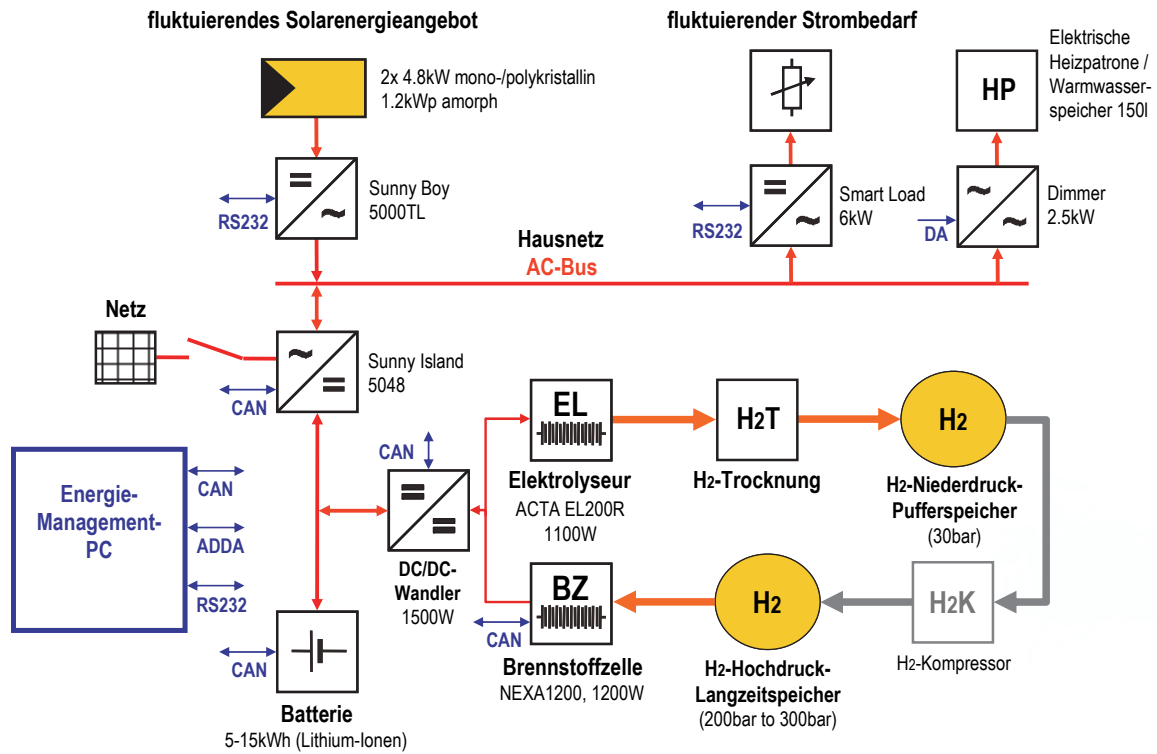 fluktuierendes Solarenergieangebot
fluktuierender Strombedarf
2x 4.8kW mono-/polykristallin
1.2kWp amorph
HP
Elektrische
Heizpatrone /
Warmwasser-
speicher 150l
Sunny Boy
5000TL
RS232
Smart Load
6kW
RS232
Dimmer
2.5kW
DA
Hausnetz
AC-Bus
Netz
Sunny Island
5048
CAN
Energie-
Management-
PC
CAN
ADDA
RS232
CAN
DC/DC-
Wandler
1500W
EL
Elektrolyseur
ACTA EL200R
1100W
H2T
H2-Trocknung
H2
H2-Niederdruck-
Pufferspeicher
(30bar)
BZ
CAN
Brennstoffzelle
NEXA1200, 1200W
H2
H2-Hochdruck-
Langzeitspeicher
(200bar to 300bar)
H2K
H2-Kompressor
CAN
Batterie
5-15kWh (Lithium-Ionen)